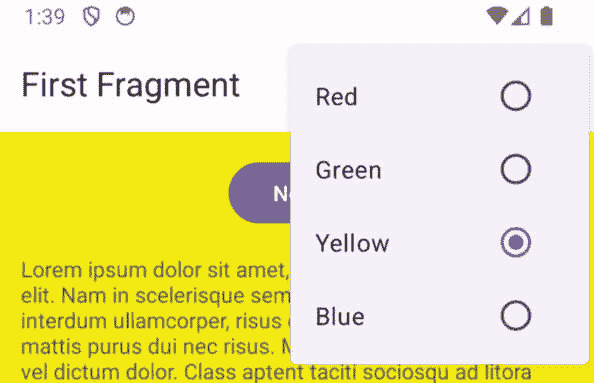 1:39
First Fragment
Red
Green
Yellow
Blue
Lorem ipsum dolor sit amet,
elit. Nam in scelerisque sem
interdum ullamcorper, risus
mattis purus dui nec risus.
vel dictum dolor. Class aptent taciti sociosqu ad litora